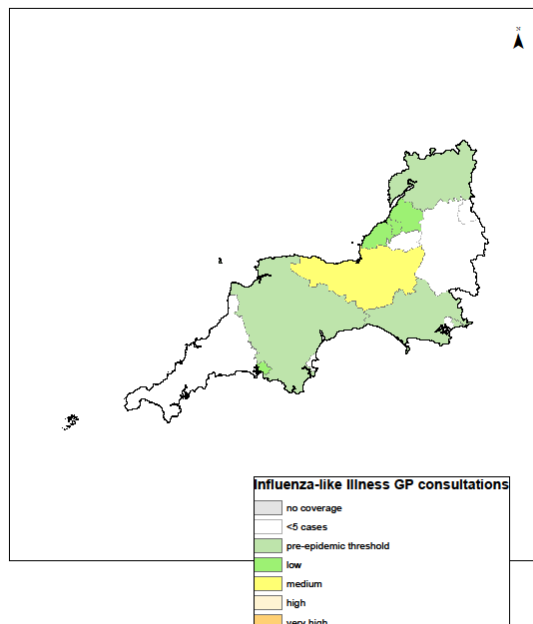 N
Influenza-like Illness GP consultations
no coverage
<5 cases
pre-epidemic threshold
low
medium
high
very high